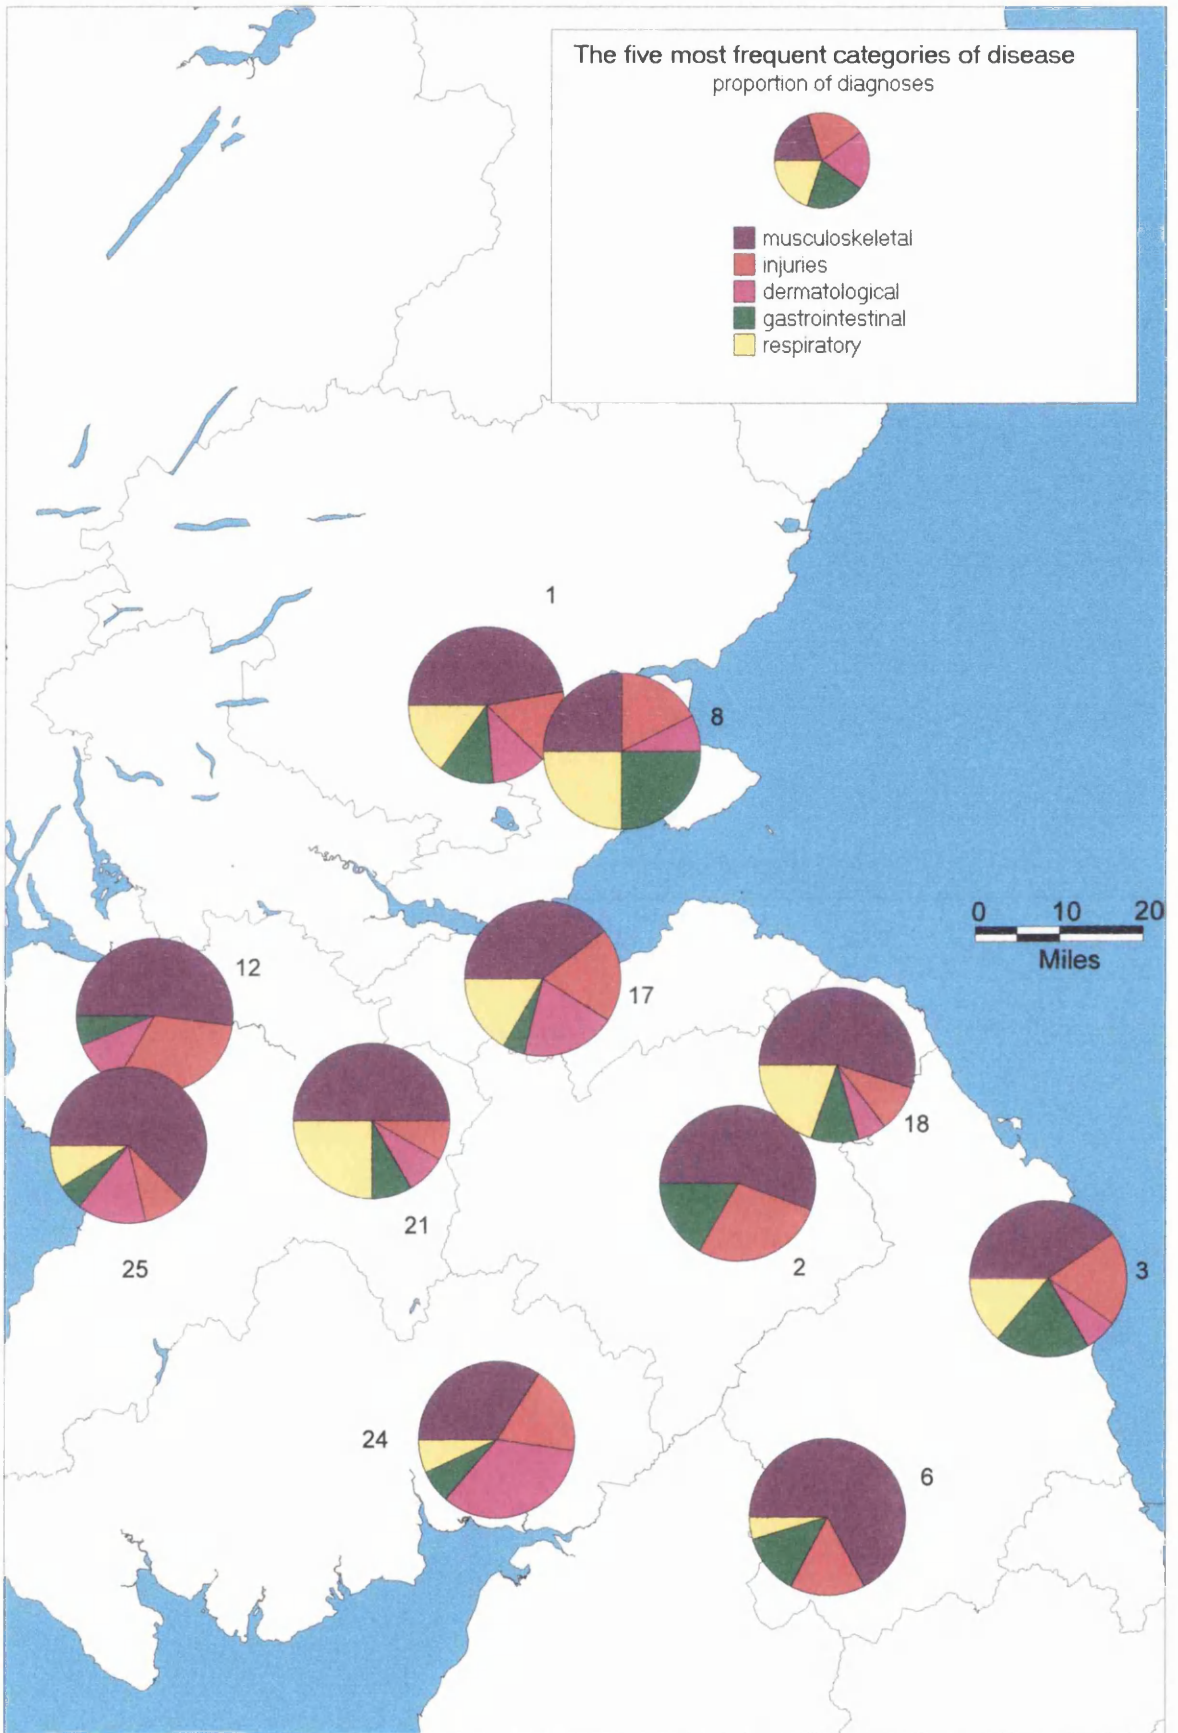 The five most frequent categories of disease
proportion of diagnoses
musculoskeletal
injuries
dermatological
gastrointestinal
respiratory
1
8
0 10 20
Miles
12
17
18
21
2
25
3
24
6